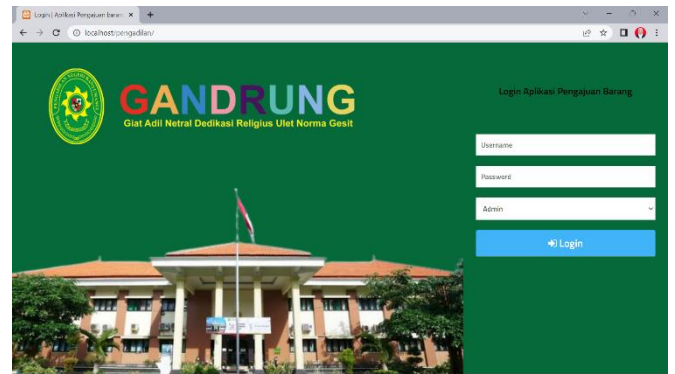 Login | Aplikasi Pengajuan Baran
localhost/pengadilan/
GANDRUNG
Giat Adil Netral Dedikasi Religius Ulet Norma Gesit
Login Aplikasi Pengajuan Barang
Username
Password
Admin
Login